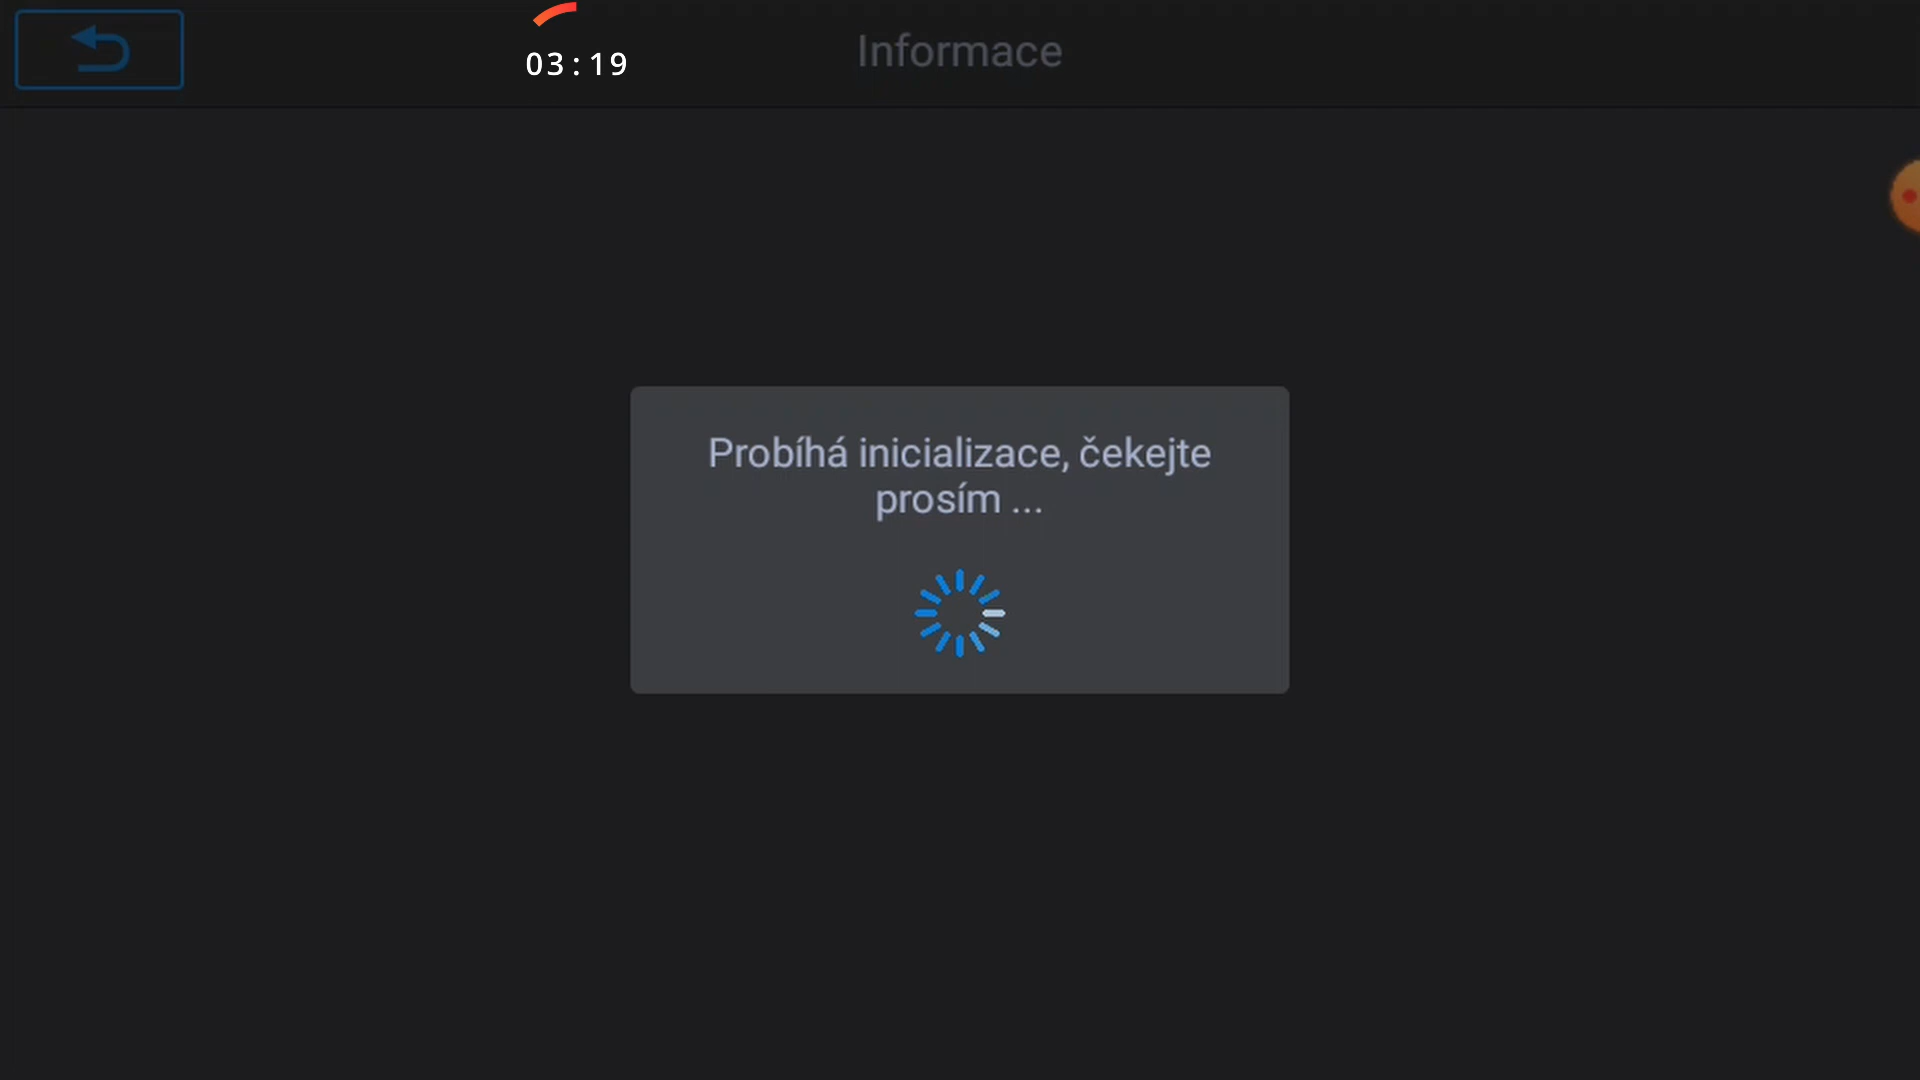 03:19
Informace
Probíhá inicializace, čekejte
prosím ...